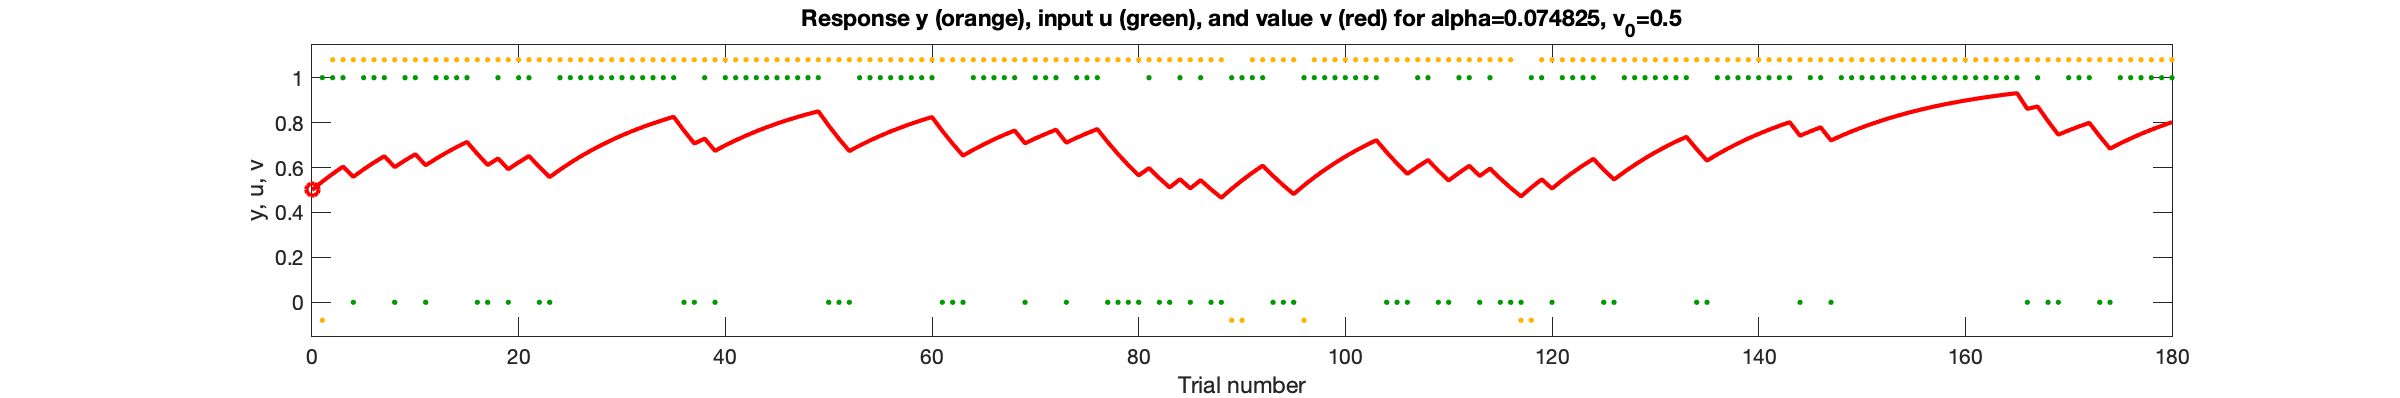 Response y (orange), input u (green), and value v (red) for alpha=0.074825, v_0=0.5
y, u, v
1
0.8
0.6
0.4
0.2
0
0 20 40 60 80 100 120 140 160 180
Trial number